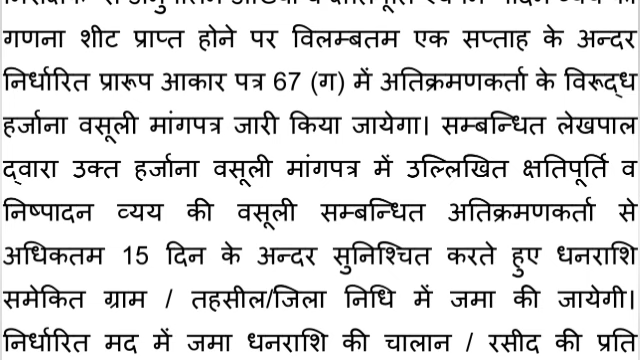 गणना शीट प्राप्त होने पर विलम्बतम एक सप्ताह के अन्दर
निर्धारित प्रारूप आकार पत्र 67 (ग) में अतिक्रमणकर्ता के विरूद्ध
हर्जाना वसूली मांगपत्र जारी किया जायेगा। सम्बन्धित लेखपाल
द्वारा उक्त हर्जाना वसूली मांगपत्र में उल्लिखित क्षतिपूर्ति व
निष्पादन व्यय की वसूली सम्बन्धित अतिक्रमणकर्ता से
अधिकतम 15 दिन के अन्दर सुनिश्चित करते हुए धनराशि
समेकित ग्राम / तहसील/जिला निधि में जमा की जायेगी।
निर्धारित मद में जमा धनराशि की चालान / रसीद की प्रति